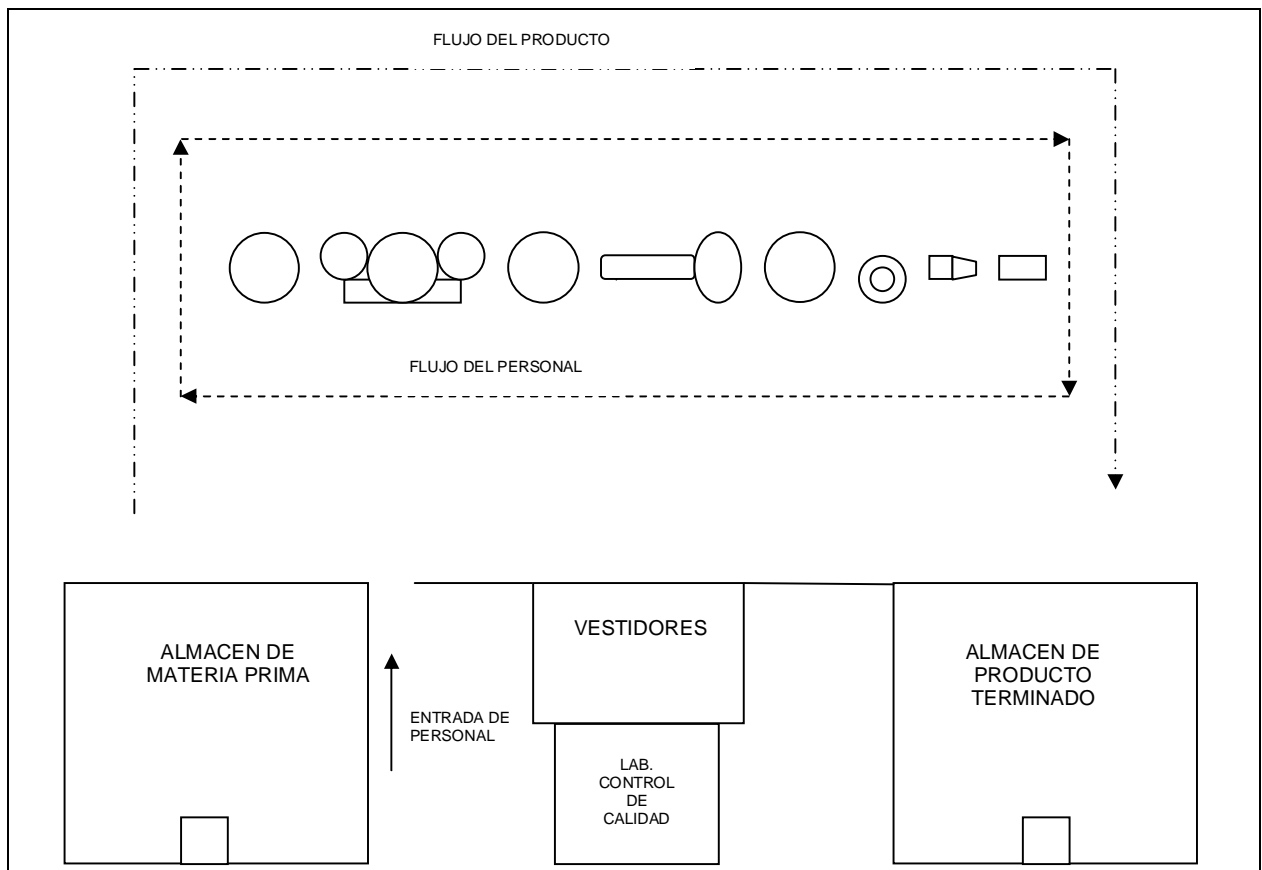 FLUJO DEL PRODUCTO
FLUJO DEL PERSONAL
ALMACEN DE
MATERIA PRIMA
ENTRADA DE
PERSONAL
VESTIDORES
LAB.
CONTROL
DE
CALIDAD
ALMACEN DE
PRODUCTO
TERMINADO